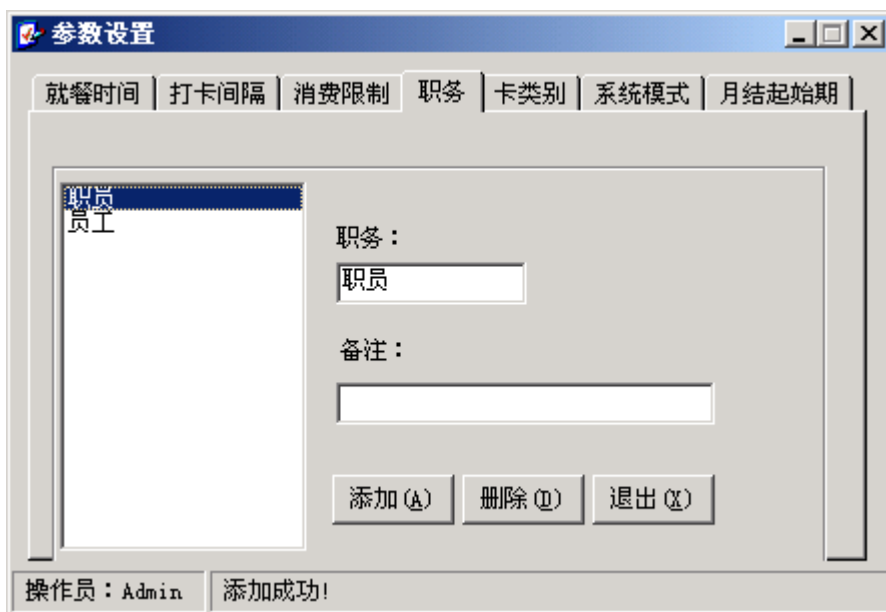 参数设置
就餐时间 打卡间隔 消费限制 职务 卡类别 系统模式 月结起始期
职员
员工
职务：
职员
备注：
添加(A) 删除(D) 退出(X)
操作员：Admin 添加成功!